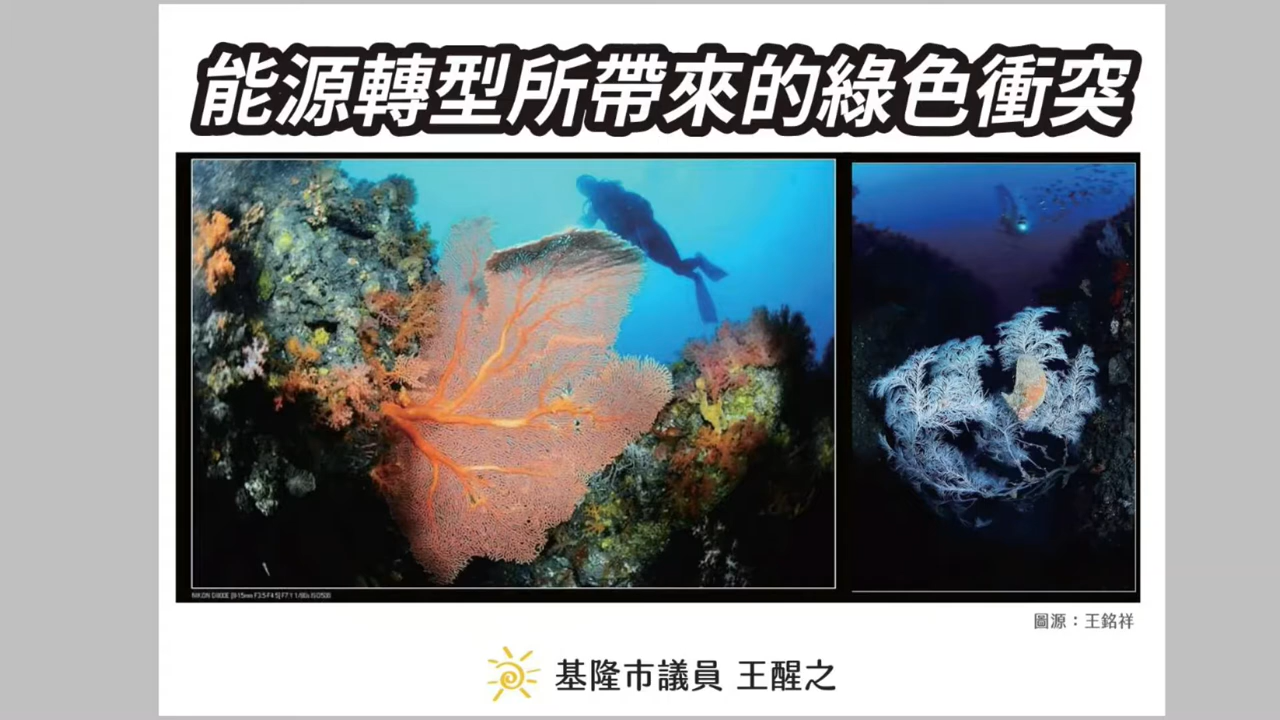 能源轉型所帶來的綠色衝突
圖源：王銘祥
基隆市議員 王醒之